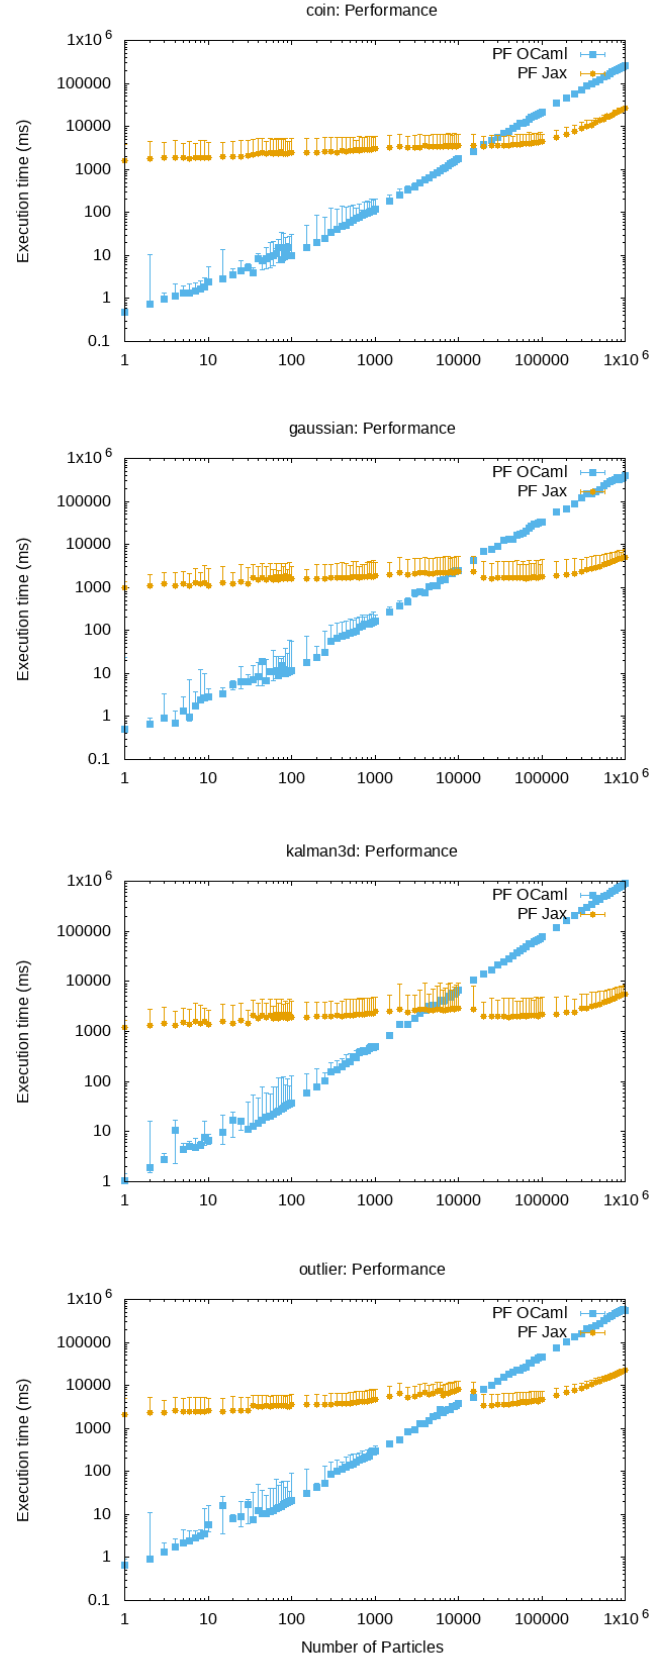 coin: Performance
1x10 6
100000
10000
1000
100
10
1
0.1
Execution time (ms)
PF OCaml
PF Jax
1 10 100 1000 10000 100000 1x10 6
gaussian: Performance
1x10 6
100000
10000
1000
100
10
1
0.1
Execution time (ms)
PF OCaml
PF Jax
1 10 100 1000 10000 100000 1x10 6
kalman3d: Performance
1x10 6
100000
10000
1000
100
10
1
Execution time (ms)
PF OCaml
PF Jax
1 10 100 1000 10000 100000 1x10 6
outlier: Performance
1x10 6
100000
10000
1000
100
10
1
0.1
Execution time (ms)
PF OCaml
PF Jax
1 10 100 1000 10000 100000 1x10 6
Number of Particles